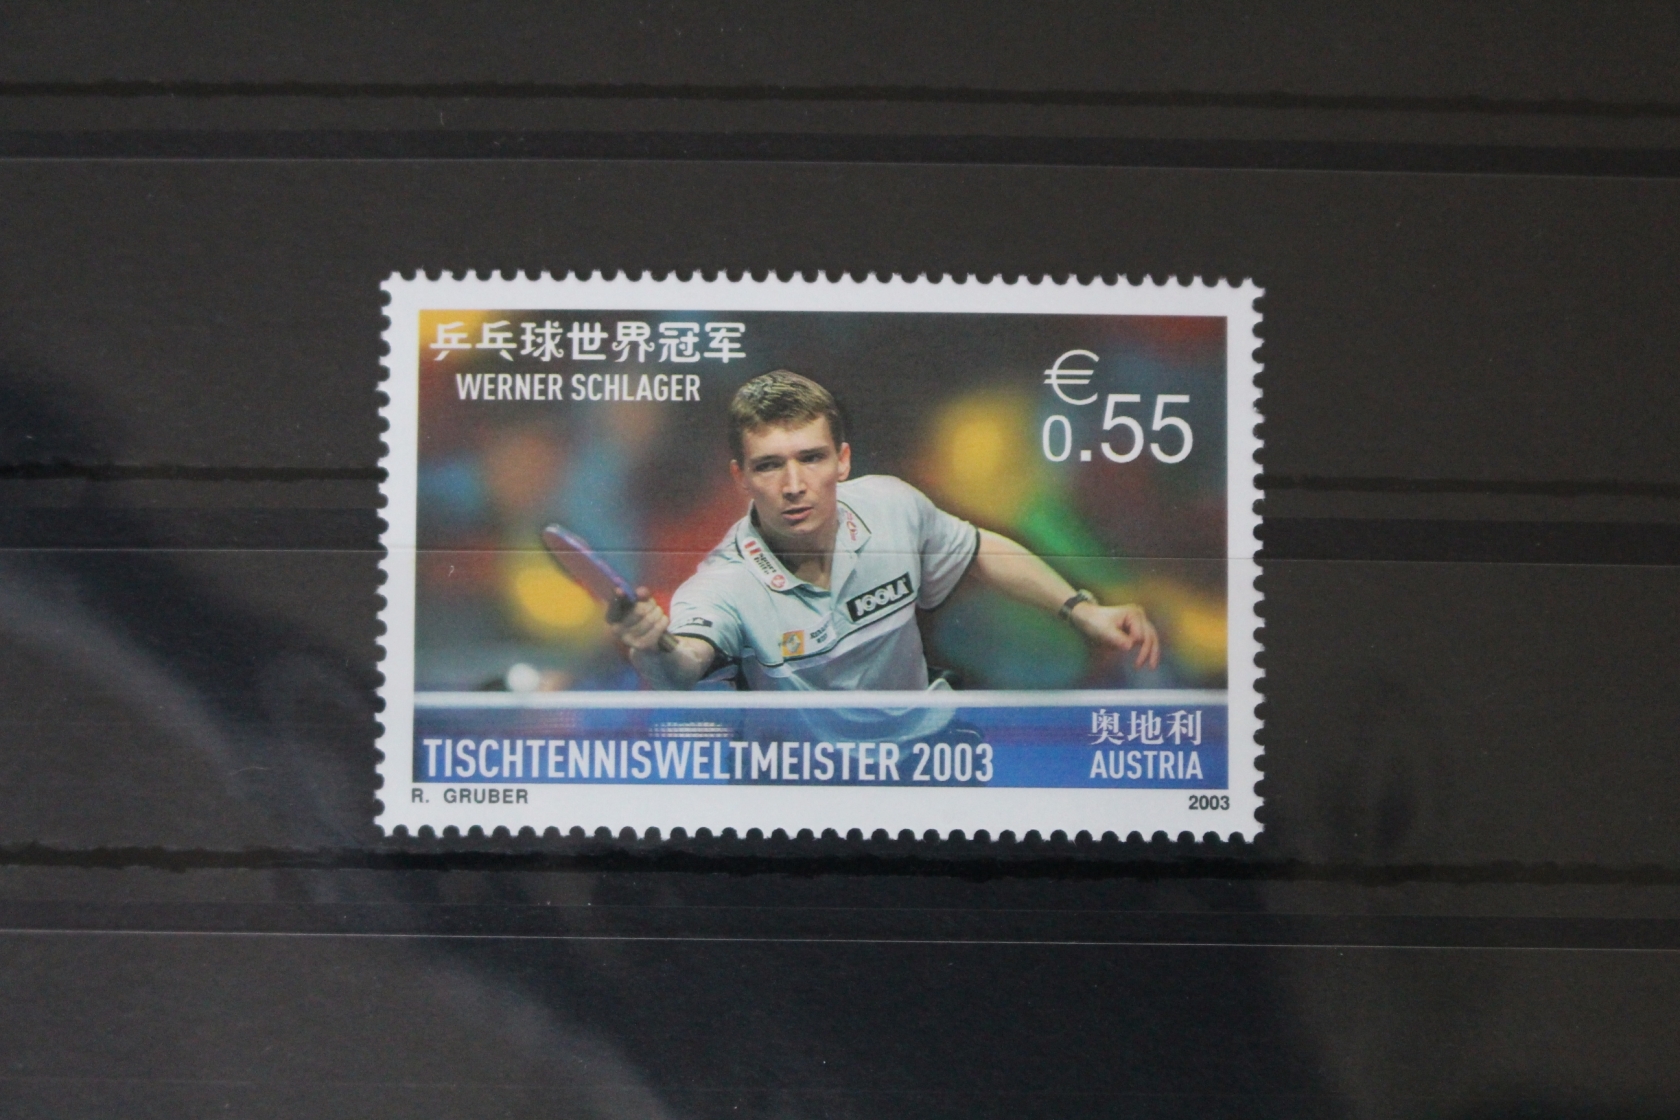 乒乓球世界冠军
WERNER SCHLAGER
€
0.55
JOOLA
奥地利
TISCHTENNISWELTMEISTER 2003
AUSTRIA
R. GRUBER
2003